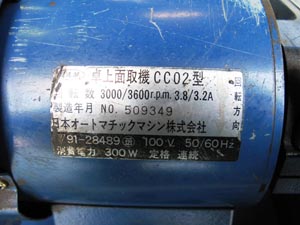 卓上面取機 CC02型
回転数 3000/3600r.p.m. 3.8/3.2A
製造年月 NO. 509349
日本オートマチックマシン株式会社
91-28489 100V 50/60Hz
消費電力 300W 定格 連続
回転方向